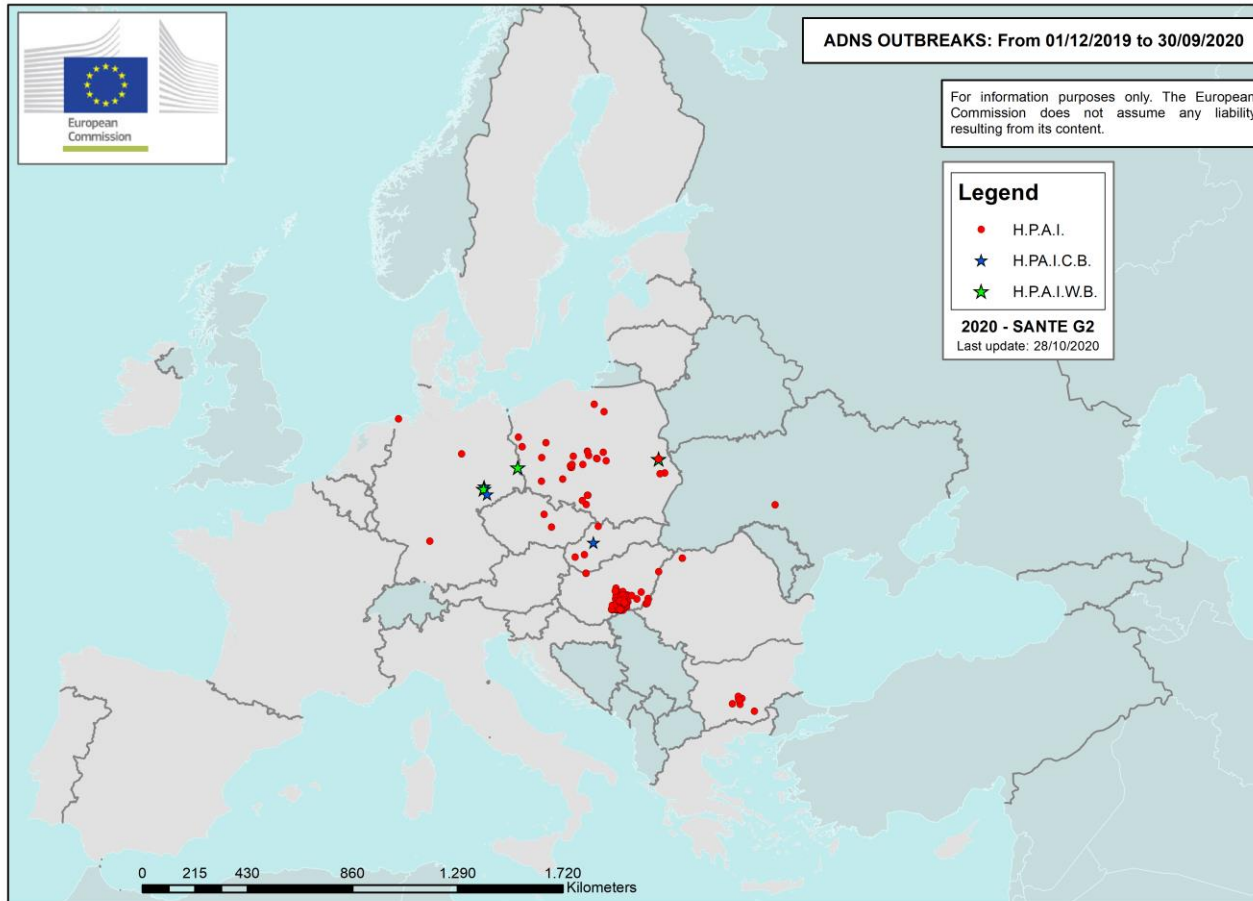 European
Commission
ADNS OUTBREAKS: From 01/12/2019 to 30/09/2020
For information purposes only. The European
Commission does not assume any liability
resulting from its content.
Legend
H.P.A.I.
H.PA.I.C.B.
H.P.A.I.W.B.
2020 - SANTE G2
Last update: 28/10/2020
0 215 430 860 1.290 1.720
Kilometers